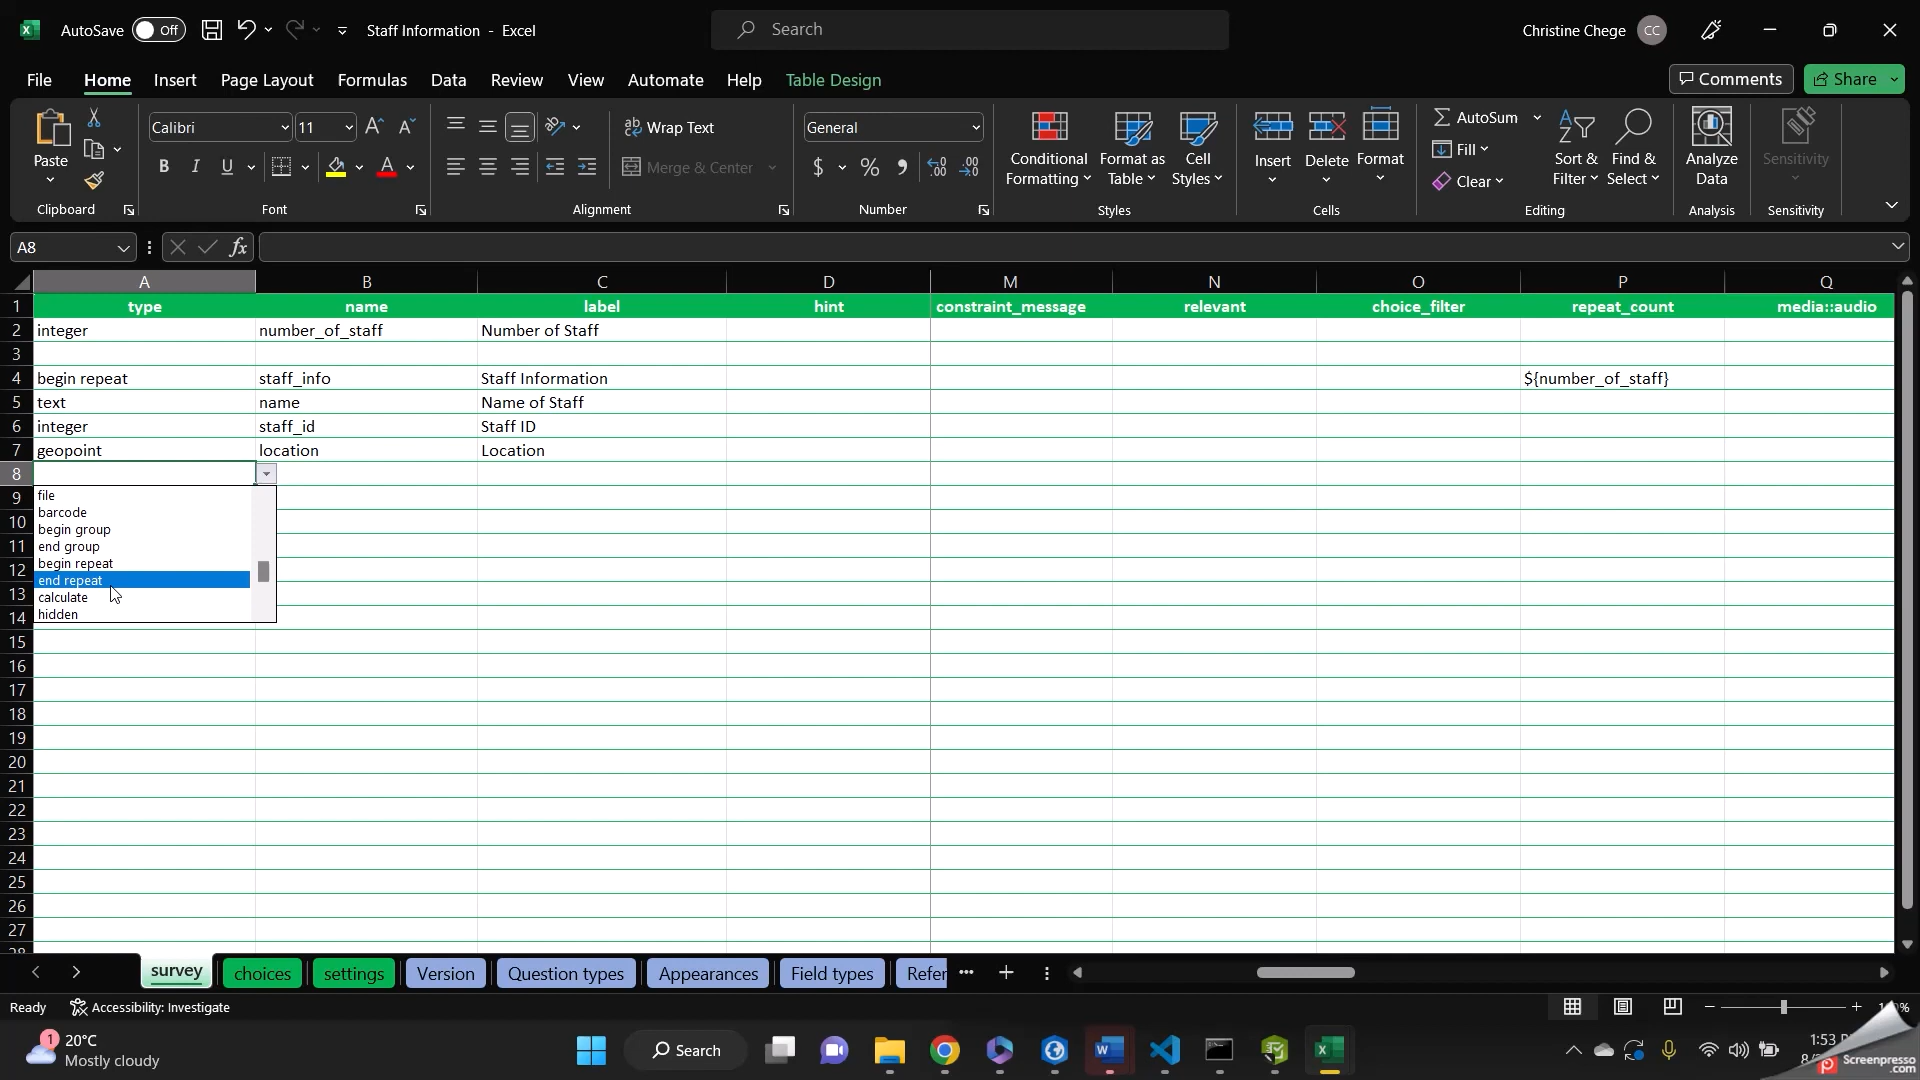 AutoSave Off Staff Information - Excel Search Christine Chege CC
File Home Insert Page Layout Formulas Data Review View Automate Help Table Design Comments Share
Paste Calibri 11 Wrap Text General Conditional Formatting Format as Table Cell Styles Insert Delete Format AutoSum Fill Clear Sort & Filter Find & Select Analyze Data Sensitivity
B I U Merge & Center $ %
Clipboard Font Alignment Number Styles Cells Editing Analysis Sensitivity
A8 fx
A B C D M N O P Q
1 type name label hint constraint_message relevant choice_filter repeat_count media::audio
2 integer number_of_staff Number of Staff
3
4 begin repeat staff_info Staff Information ${number_of_staff}
5 text name Name of Staff
6 integer staff_id Staff ID
7 geopoint location Location
8
file
barcode
begin group
end group
begin repeat
end repeat
calculate
hidden
9
10
11
12
13
14
15
16
17
18
19
20
21
22
23
24
25
26
27
28
survey choices settings Version Question types Appearances Field types Refer
Ready Accessibility: Investigate
1 20°C
Mostly cloudy
Search
1:53
Screenpresso
.com